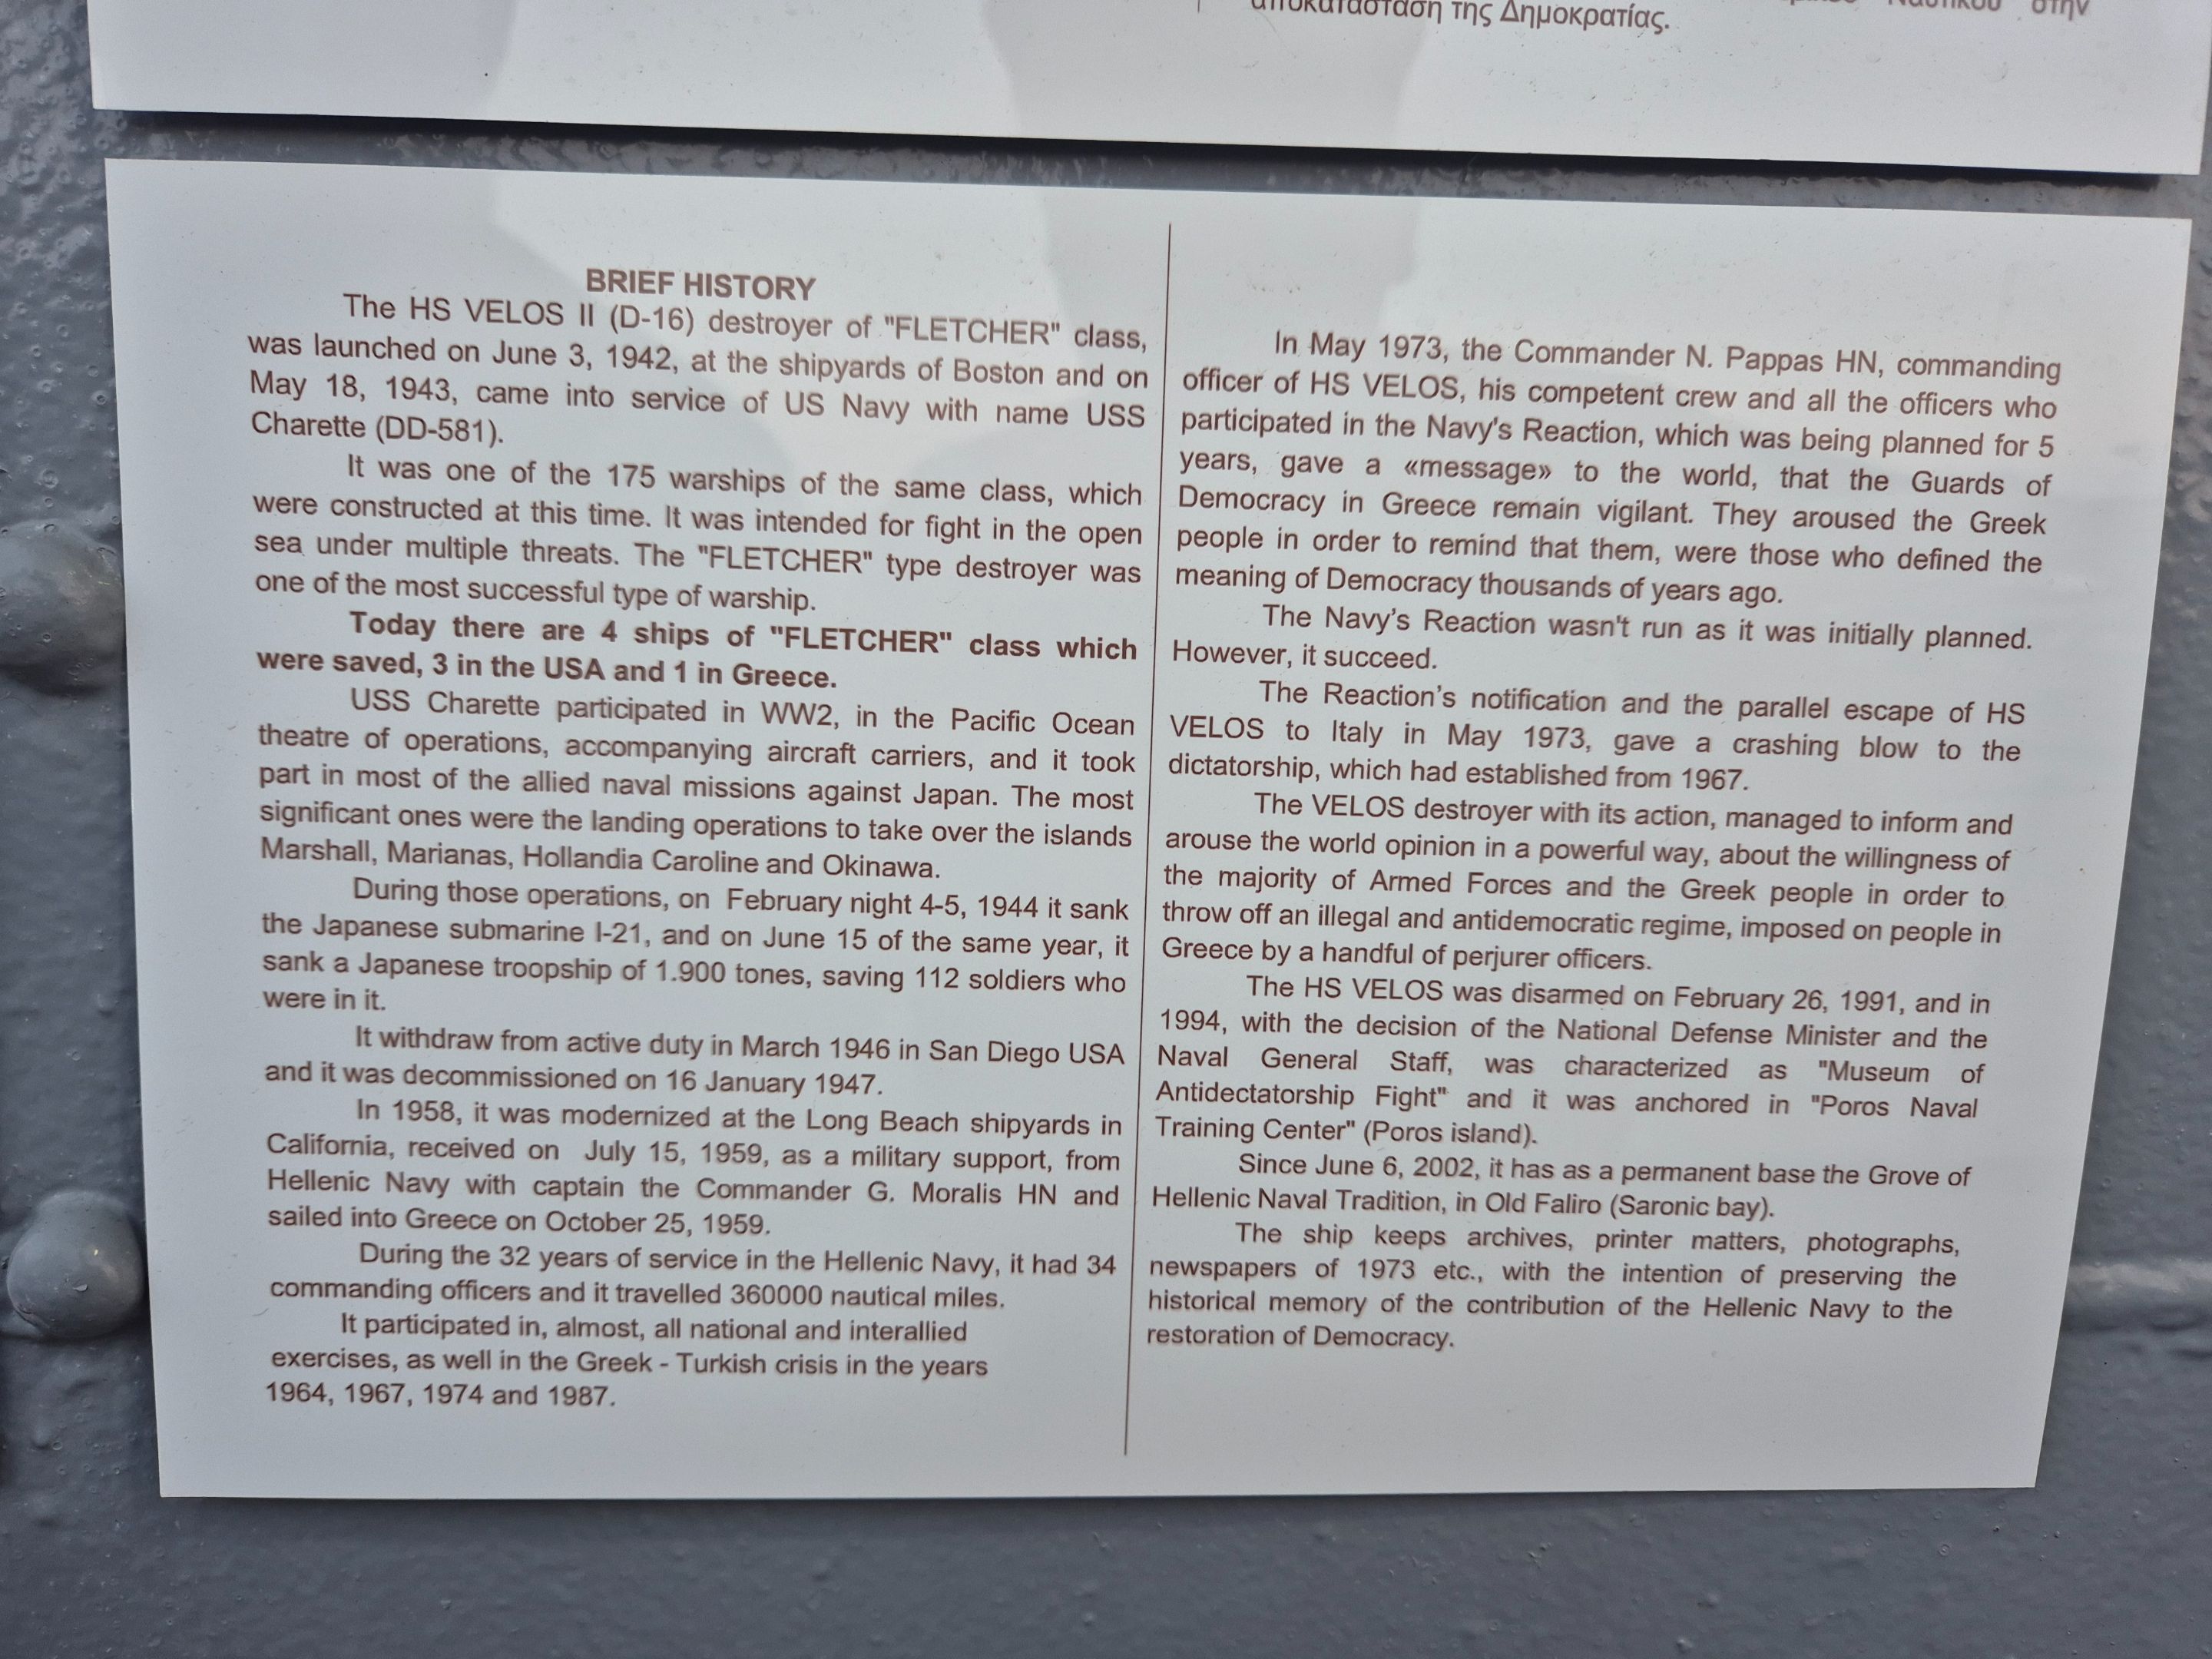 αποκατάσταση της Δημοκρατίας.
Ναυτικού στην
BRIEF HISTORY
The HS VELOS II (D-16) destroyer of "FLETCHER" class,
was launched on June 3, 1942, at the shipyards of Boston and on
May 18, 1943, came into service of US Navy with name USS
Charette (DD-581).
It was one of the 175 warships of the same class, which
were constructed at this time. It was intended for fight in the open
sea under multiple threats. The "FLETCHER" type destroyer was
one of the most successful type of warship.
Today there are 4 ships of "FLETCHER" class which
were saved, 3 in the USA and 1 in Greece.
USS Charette participated in WW2, in the Pacific Ocean
theatre of operations, accompanying aircraft carriers, and it took
part in most of the allied naval missions against Japan. The most
significant ones were the landing operations to take over the islands
Marshall, Marianas, Hollandia Caroline and Okinawa.
During those operations, on February night 4-5, 1944 it sank
the Japanese submarine I-21, and on June 15 of the same year, it
sank a Japanese troopship of 1.900 tones, saving 112 soldiers who
were in it.
It withdraw from active duty in March 1946 in San Diego USA
and it was decommissioned on 16 January 1947.
In 1958, it was modernized at the Long Beach shipyards in
California, received on July 15, 1959, as a military support, from
Hellenic Navy with captain the Commander G. Moralis HN and
sailed into Greece on October 25, 1959.
During the 32 years of service in the Hellenic Navy, it had 34
commanding officers and it travelled 360000 nautical miles.
It participated in, almost, all national and interallied
exercises, as well in the Greek - Turkish crisis in the years
1964, 1967, 1974 and 1987.
In May 1973, the Commander N. Pappas HN, commanding
officer of HS VELOS, his competent crew and all the officers who
participated in the Navy's Reaction, which was being planned for 5
years, gave a «message» to the world, that the Guards of
Democracy in Greece remain vigilant. They aroused the Greek
people in order to remind that them, were those who defined the
meaning of Democracy thousands of years ago.
The Navy’s Reaction wasn't run as it was initially planned.
However, it succeed.
The Reaction’s notification and the parallel escape of HS
VELOS to Italy in May 1973, gave a crashing blow to the
dictatorship, which had established from 1967.
The VELOS destroyer with its action, managed to inform and
arouse the world opinion in a powerful way, about the willingness of
the majority of Armed Forces and the Greek people in order to
throw off an illegal and antidemocratic regime, imposed on people in
Greece by a handful of perjurer officers.
The HS VELOS was disarmed on February 26, 1991, and in
1994, with the decision of the National Defense Minister and the
Naval General Staff, was characterized as "Museum of
Antidectatorship Fight" and it was anchored in "Poros Naval
Training Center" (Poros island).
Since June 6, 2002, it has as a permanent base the Grove of
Hellenic Naval Tradition, in Old Faliro (Saronic bay).
The ship keeps archives, printer matters, photographs,
newspapers of 1973 etc., with the intention of preserving the
historical memory of the contribution of the Hellenic Navy to the
restoration of Democracy.